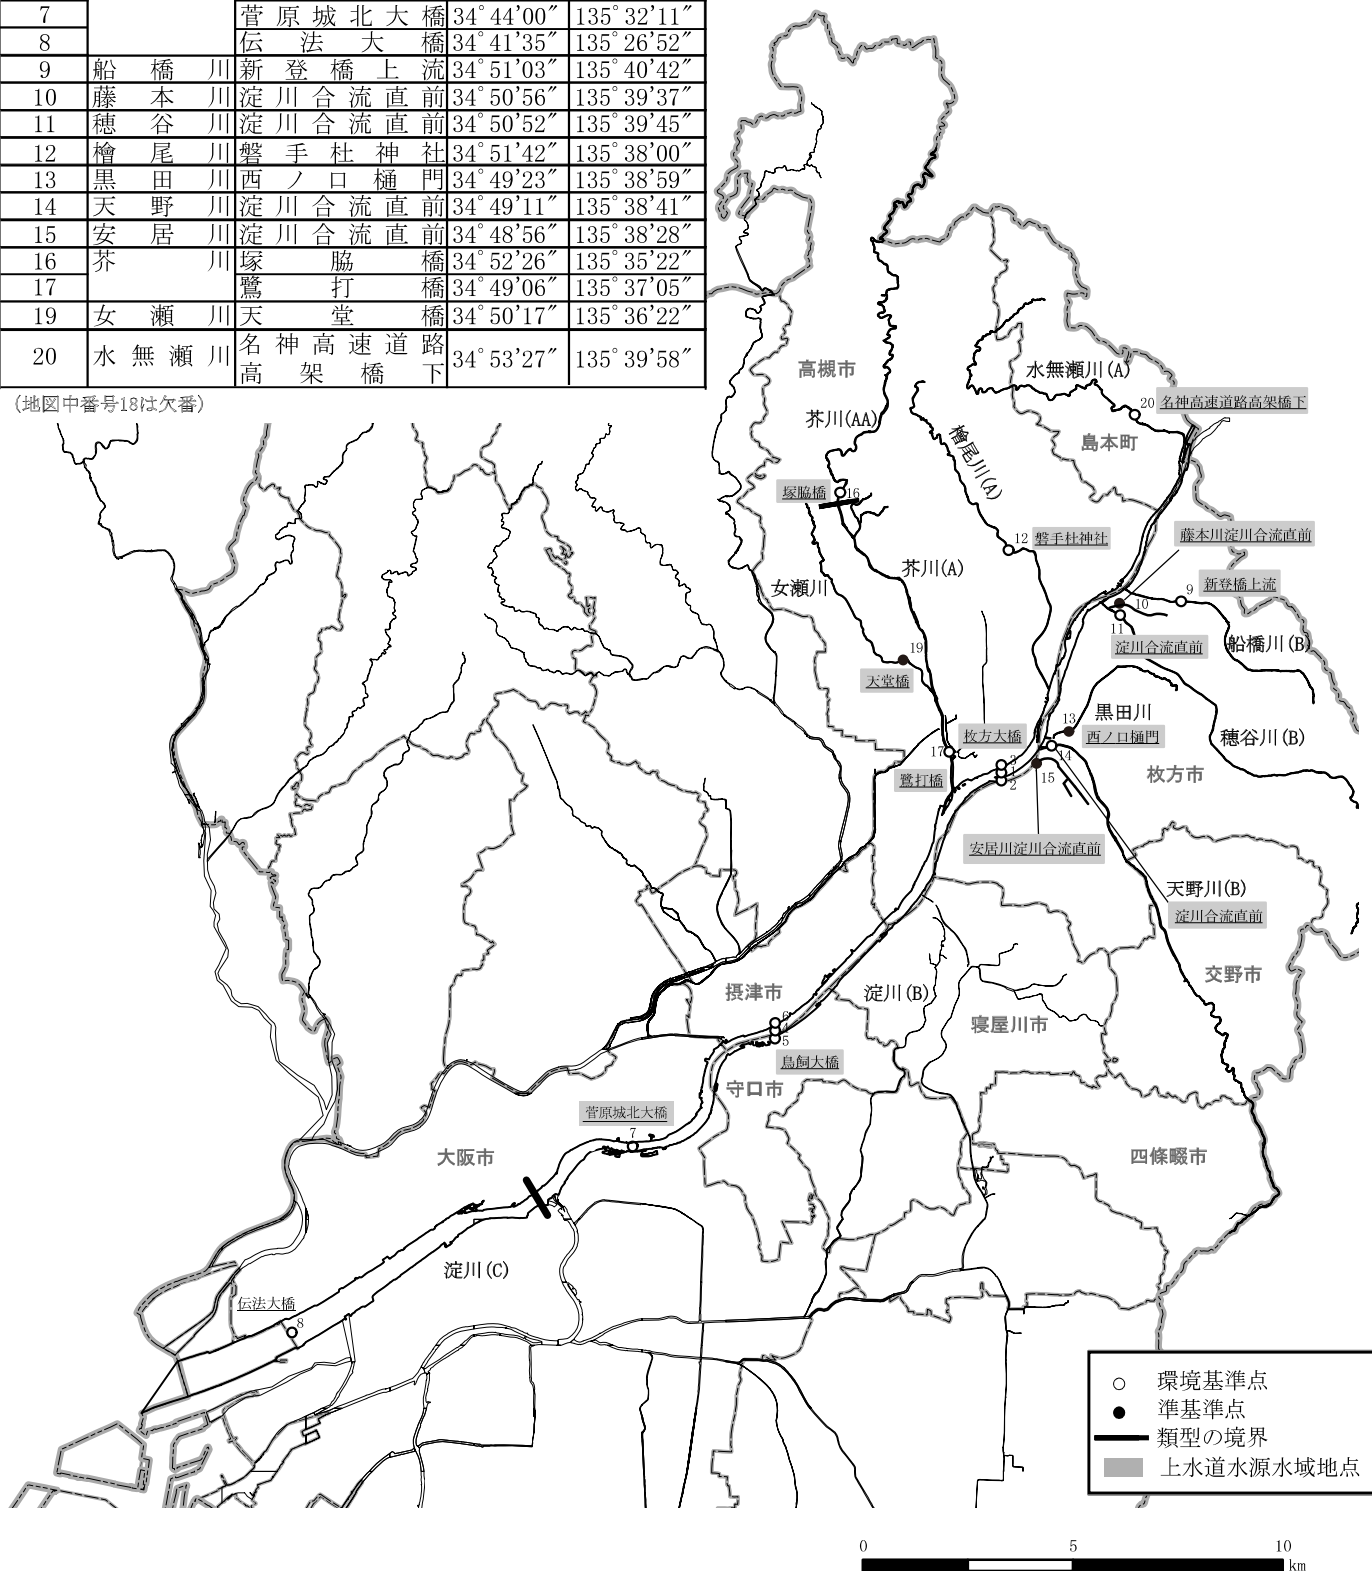 7 菅原城北大橋 34°44’00” 135°32’11”
8 伝法大橋 34°41’35” 135°26’52”
9 船橋川 新登橋上流 34°51’03” 135°40’42”
10 藤本川 淀川合流直前 34°50’56” 135°39’37”
11 穂谷川 淀川合流直前 34°50’52” 135°39’45”
12 檜尾川 磐手杜神社 34°51’42” 135°38’00”
13 黒田川 西ノ口樋門 34°49’23” 135°38’59”
14 天野川 淀川合流直前 34°49’11” 135°38’41”
15 安居川 淀川合流直前 34°48’56” 135°38’28”
16 芥川 塚脇橋 34°52’26” 135°35’22”
17 鷺打橋 34°49’06” 135°37’05”
19 女瀬川 天堂橋 34°50’17” 135°36’22”
20 水無瀬川 名神高速道路高架橋下 34°53’27” 135°39’58”
(地図中番号18は欠番)
高槻市
水無瀬川(A)
20 名神高速道路高架橋下
芥川(AA)
島本町
檜尾川(A)
塚脇橋 16
藤本川淀川合流直前
12 磐手杜神社
芥川(A)
女瀬川
新登橋上流
9
10
11
淀川合流直前
船橋川(B)
19
天堂橋
黒田川
13
西ノ口樋門
枚方大橋
穂谷川(B)
17
鷺打橋
3
1
2
14
15
枚方市
安居川淀川合流直前
天野川(B)
淀川合流直前
交野市
摂津市
淀川(B)
寝屋川市
6
4
5
鳥飼大橋
守口市
菅原城北大橋
7
大阪市
四條畷市
淀川(C)
伝法大橋
8
環境基準点
準基準点
類型の境界
上水道水源水域地点
0 5 10
km